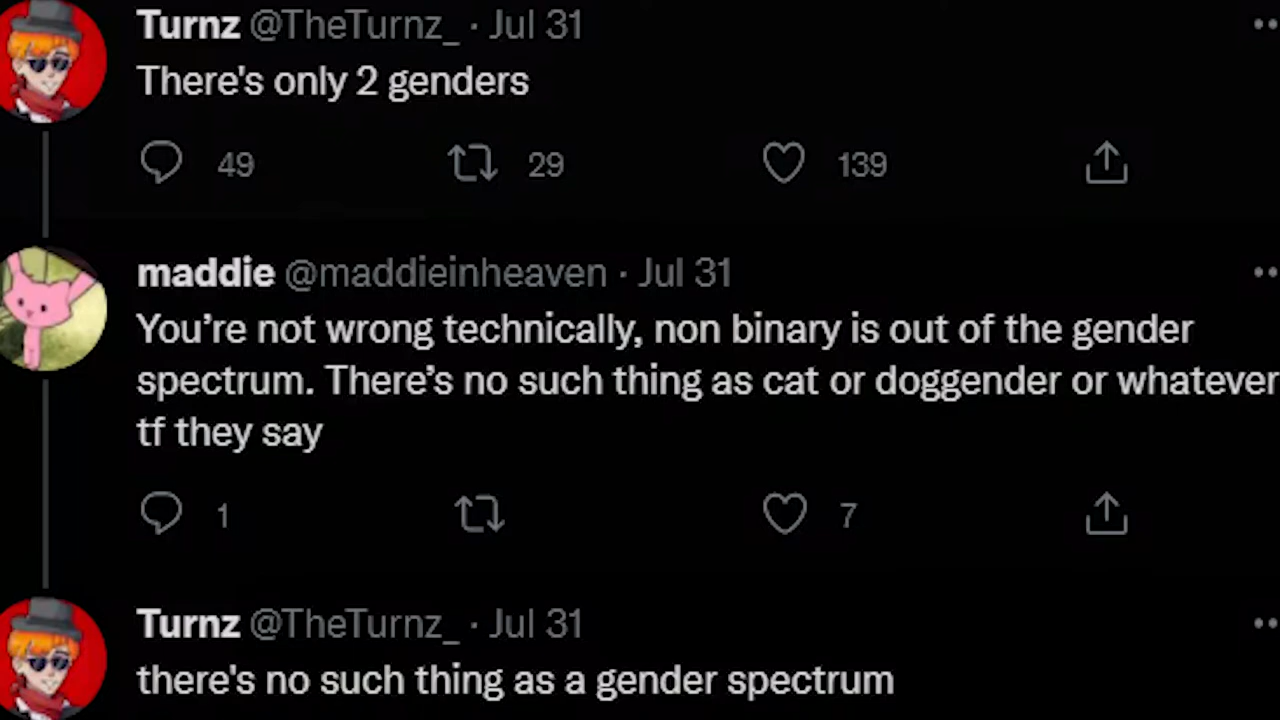 Turnz @TheTurnz_ · Jul 31
There's only 2 genders
49 29 139
maddie @maddieinheaven · Jul 31
You’re not wrong technically, non binary is out of the gender
spectrum. There’s no such thing as cat or doggender or whatever
tf they say
1 7
Turnz @TheTurnz_ · Jul 31
there's no such thing as a gender spectrum